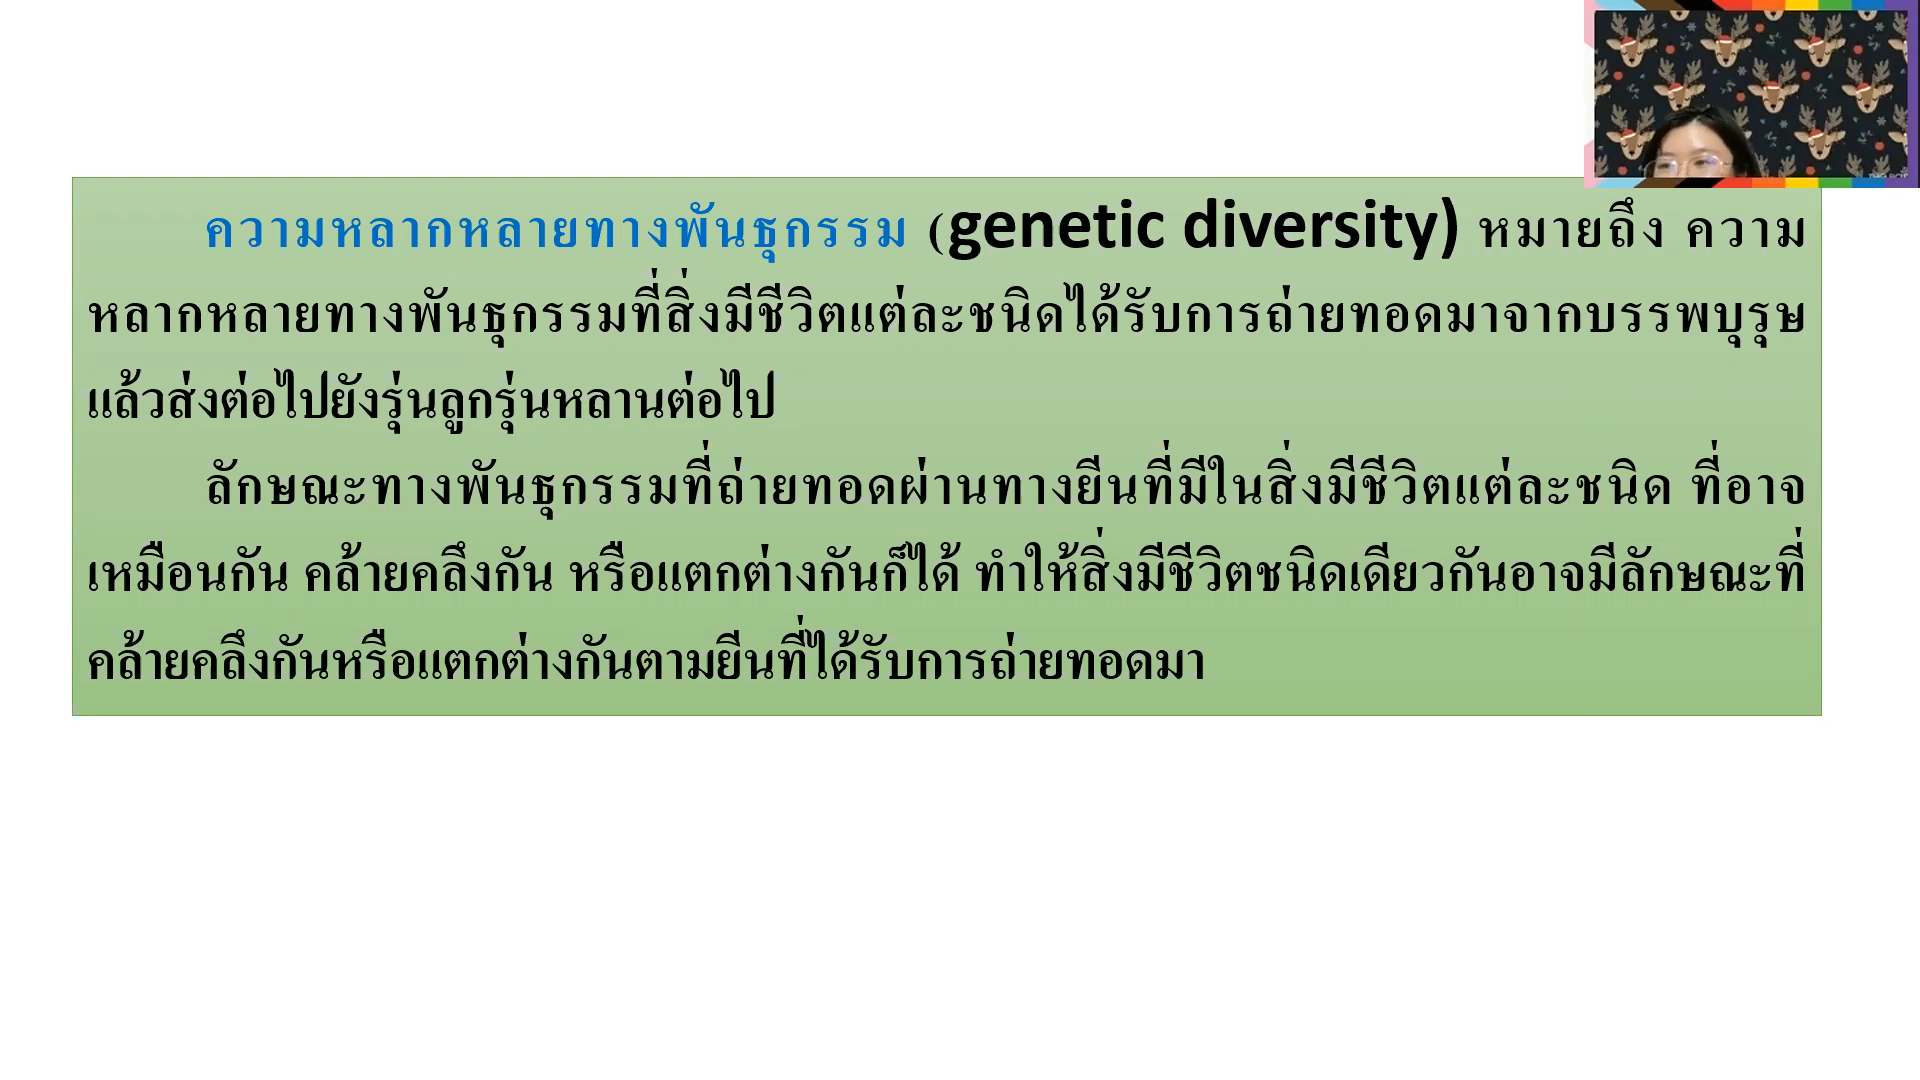 ความหลากหลายทางพันธุกรรม (genetic diversity) หมายถึง ความ
หลากหลายทางพันธุกรรมที่สิ่งมีชีวิตแต่ละชนิดได้รับการถ่ายทอดมาจากบรรพบุรุษ
แล้วส่งต่อไปยังรุ่นลูกรุ่นหลานต่อไป
ลักษณะทางพันธุกรรมที่ถ่ายทอดผ่านทางยีนที่มีในสิ่งมีชีวิตแต่ละชนิด ที่อาจ
เหมือนกัน คล้ายคลึงกัน หรือแตกต่างกันก็ได้ ทำให้สิ่งมีชีวิตชนิดเดียวกันอาจมีลักษณะที่
คล้ายคลึงกันหรือแตกต่างกันตามยีนที่ได้รับการถ่ายทอดมา